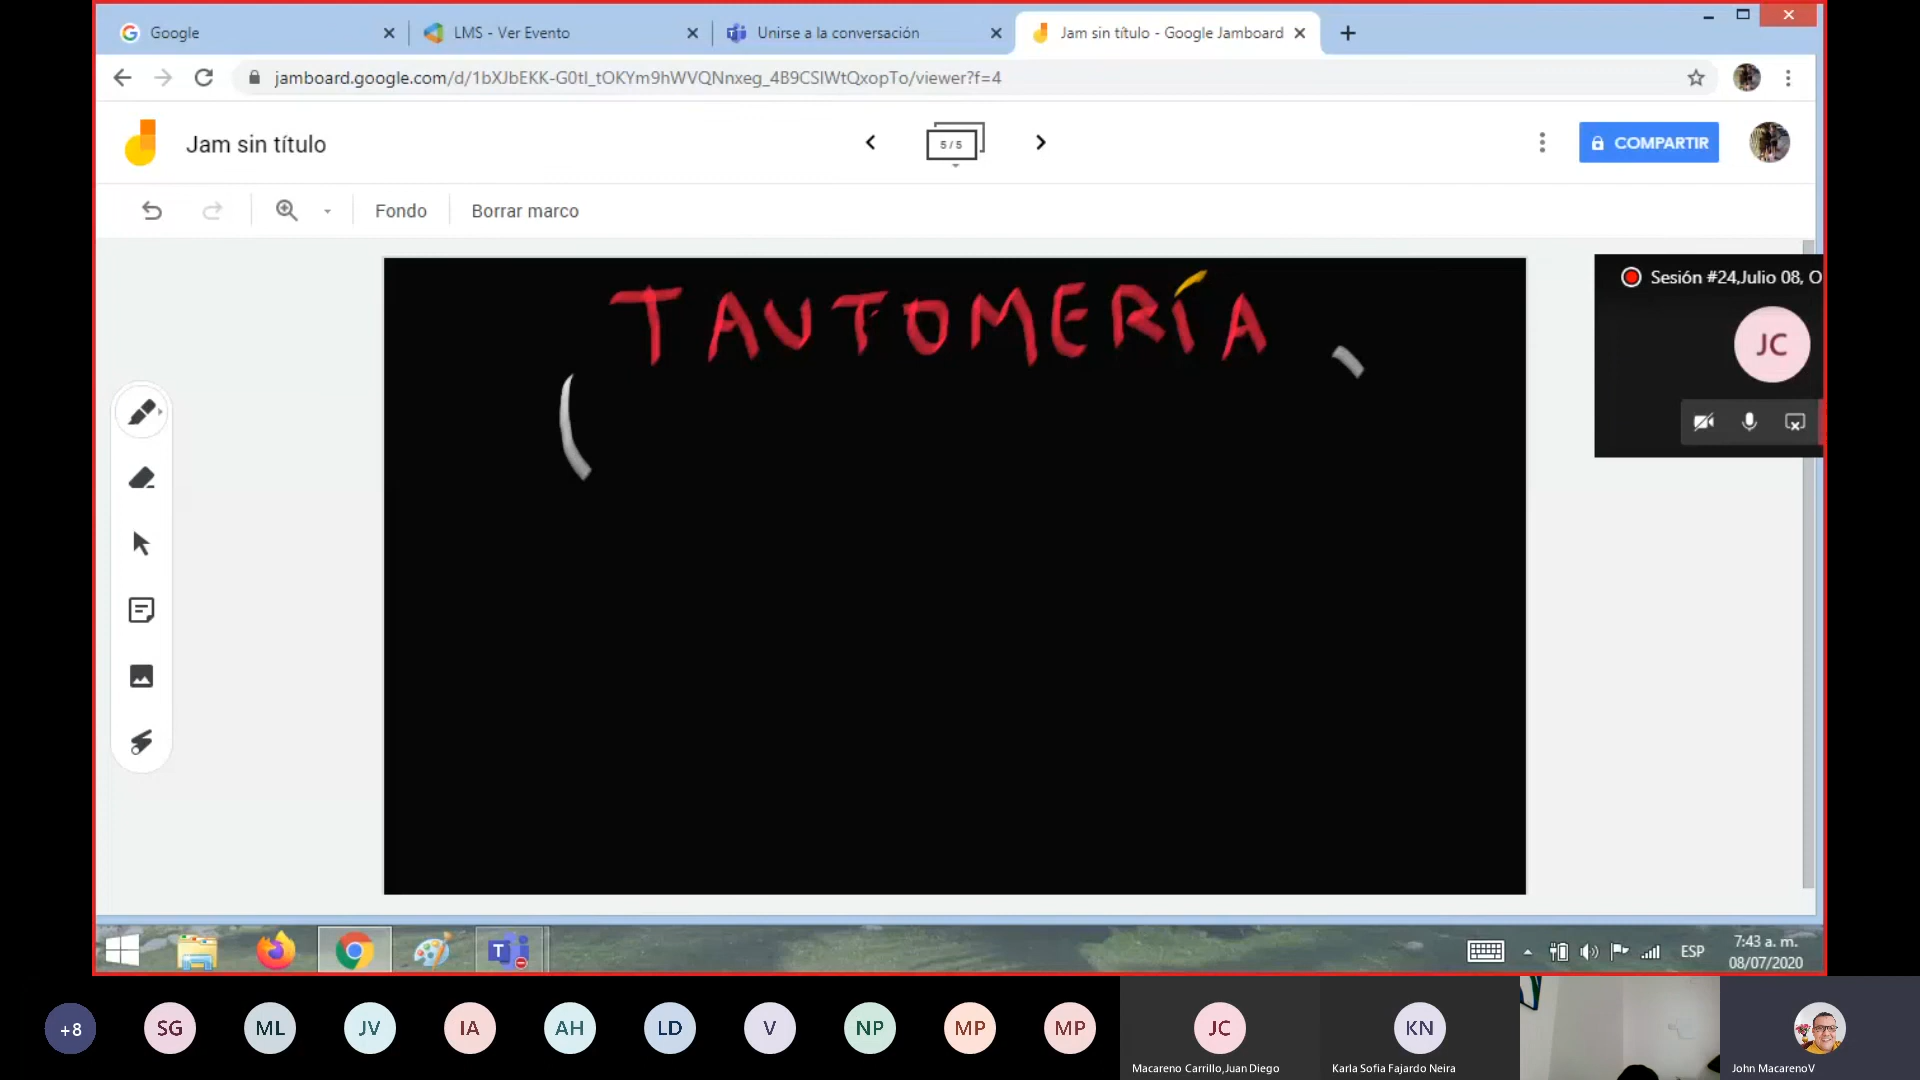 Google
LMS - Ver Evento
Unirse a la conversación
Jam sin título - Google Jamboard
jamboard.google.com/d/1bXJbEKK-G0tI_tOKYm9hWVQNnxeg_4B9CSIWtQxopTo/viewer?f=4
Jam sin título
5 / 5
COMPARTIR
Fondo
Borrar marco
TAUTOMERÍA
Sesión #24,Julio 08, O
JC
ESP
7:43 a. m.
08/07/2020
+8
SG
ML
JV
IA
AH
LD
V
NP
MP
MP
JC
Macareno Carrillo,Juan Diego
KN
Karla Sofia Fajardo Neira
John MacarenoV